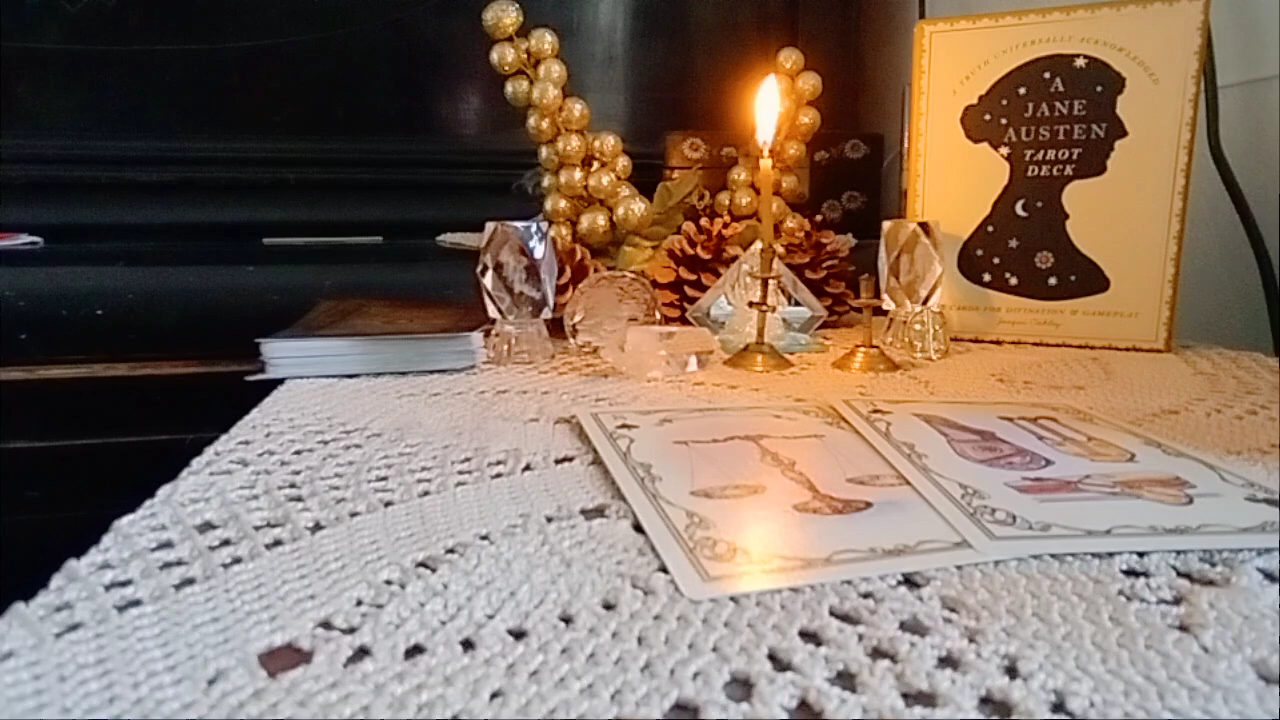 A TRUTH UNIVERSALLY ACKNOWLEDGED
A
JANE
AUSTEN
TAROT
DECK
CARDS FOR DIVINATION & GAMEPLAY